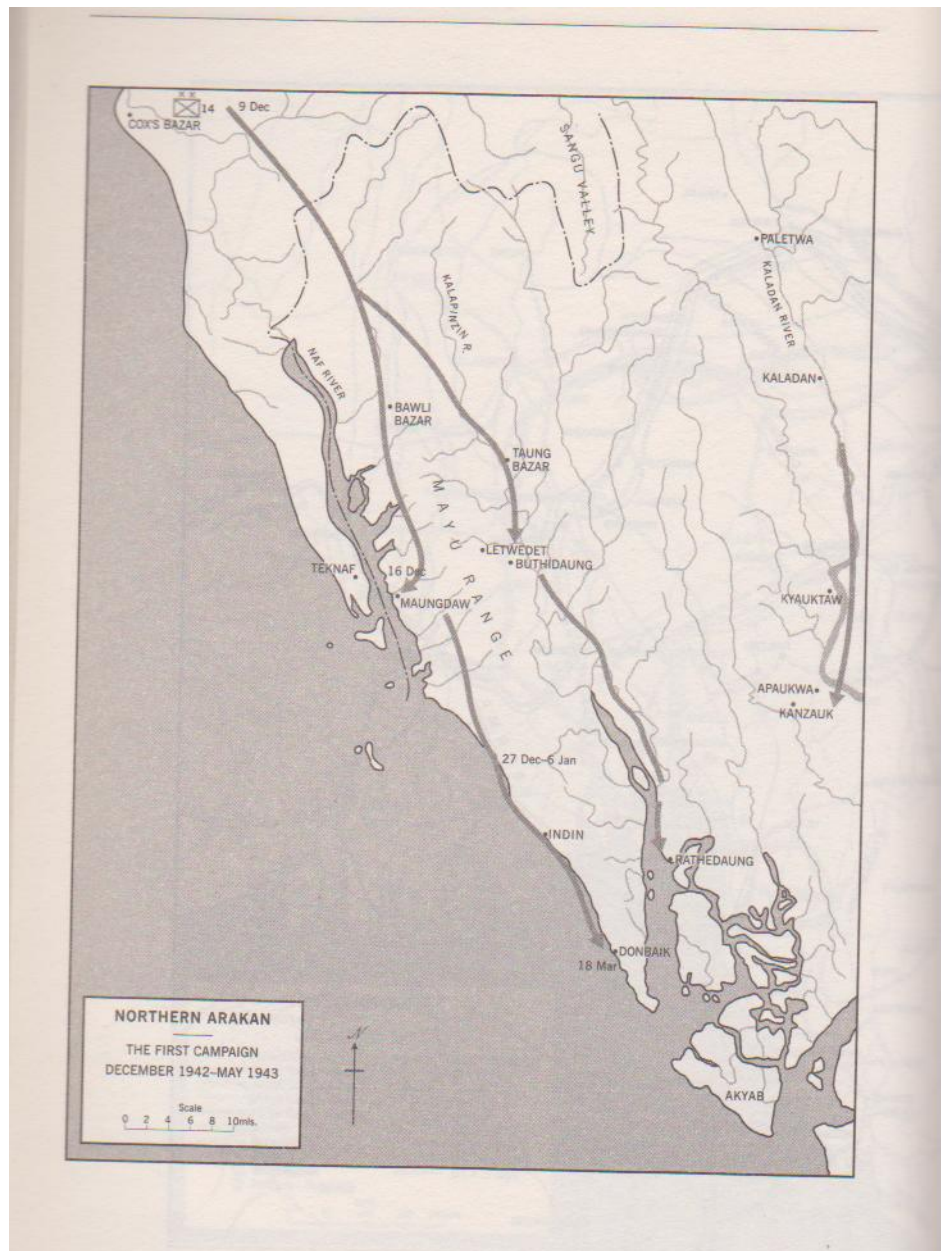 14
9 Dec
COX'S BAZAR
SANGU VALLEY
PALETWA
KALADAN RIVER
KALAPINZIN R.
NAF RIVER
KALADAN
BAWLI
BAZAR
TAUNG
BAZAR
MAYU RANGE
LETWEDET
BUTHIDAUNG
TEKNAF
16 Dec
MAUNGDAW
KYAUKTAW
APAUKWA
KANZAUK
27 Dec–6 Jan
INDIN
RATHEDAUNG
DONBAIK
18 Mar
AKYAB
NORTHERN ARAKAN
THE FIRST CAMPAIGN
DECEMBER 1942–MAY 1943
Scale
0 2 4 6 8 10mls.
N